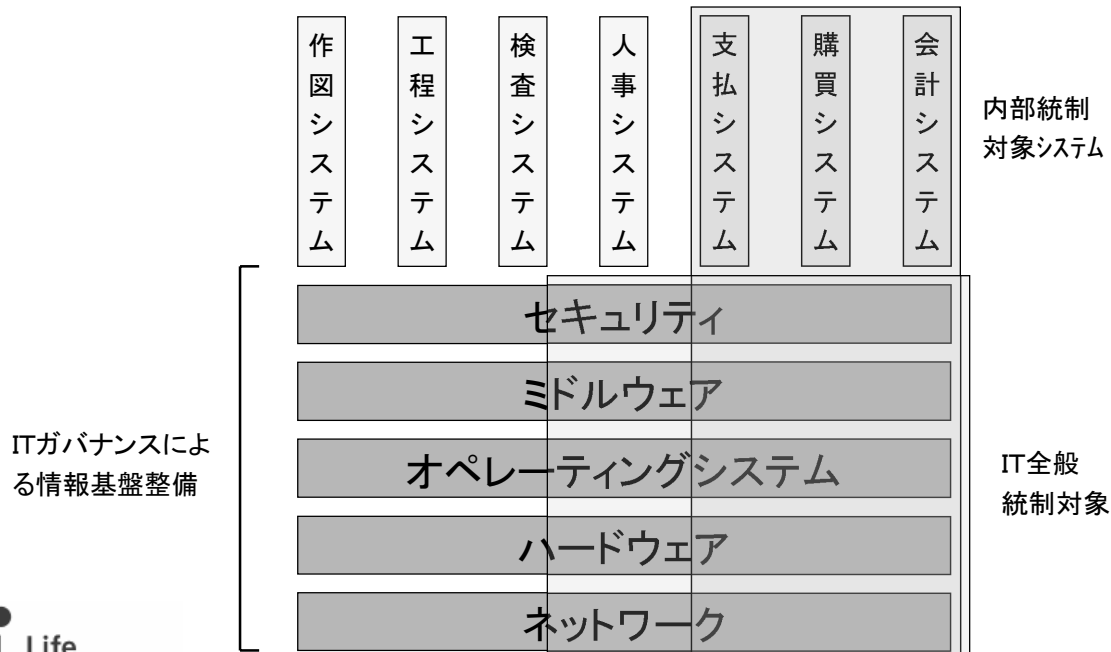 作図システム
工程システム
検査システム
人事システム
支払システム
購買システム
会計システム
内部統制
対象システム
セキュリティ
ミドルウェア
オペレーティングシステム
ハードウェア
ネットワーク
ITガバナンスによ
る情報基盤整備
IT全般
統制対象
Life